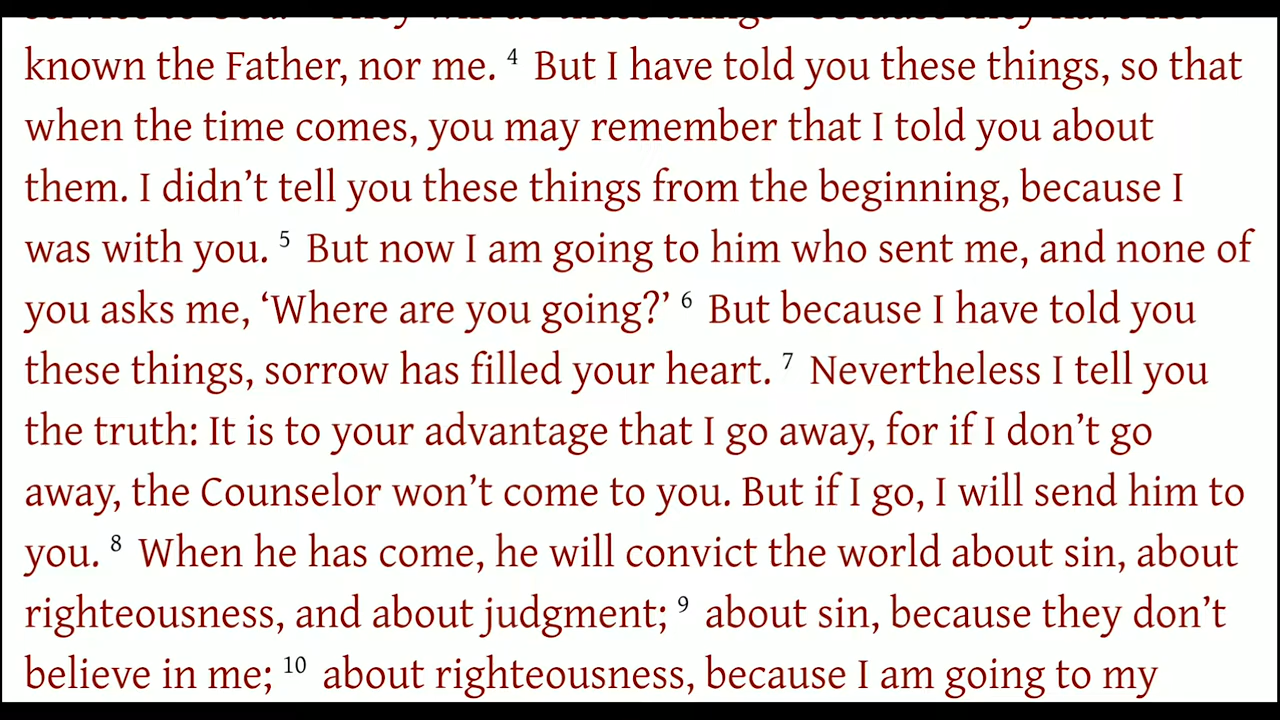 known the Father, nor me. 4 But I have told you these things, so that
when the time comes, you may remember that I told you about
them. I didn’t tell you these things from the beginning, because I
was with you. 5 But now I am going to him who sent me, and none of
you asks me, ‘Where are you going?’ 6 But because I have told you
these things, sorrow has filled your heart. 7 Nevertheless I tell you
the truth: It is to your advantage that I go away, for if I don’t go
away, the Counselor won’t come to you. But if I go, I will send him to
you. 8 When he has come, he will convict the world about sin, about
righteousness, and about judgment; 9 about sin, because they don’t
believe in me; 10 about righteousness, because I am going to my